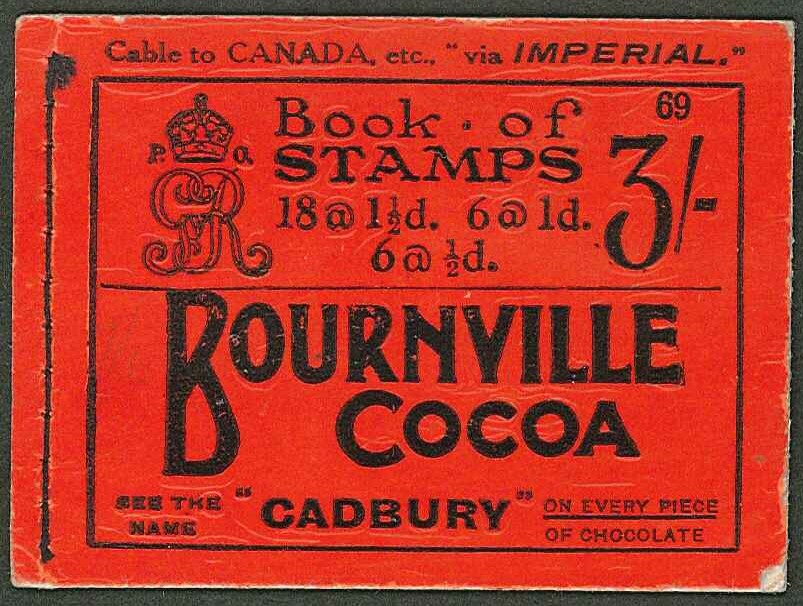 Cable to CANADA, etc., "via IMPERIAL."
69
P. O.
GRV
Book · of
STAMPS
3/-
18 @ 1½d. 6 @ 1d.
6 @ ½d.
BOURNVILLE
COCOA
SEE THE NAME "CADBURY" ON EVERY PIECE OF CHOCOLATE